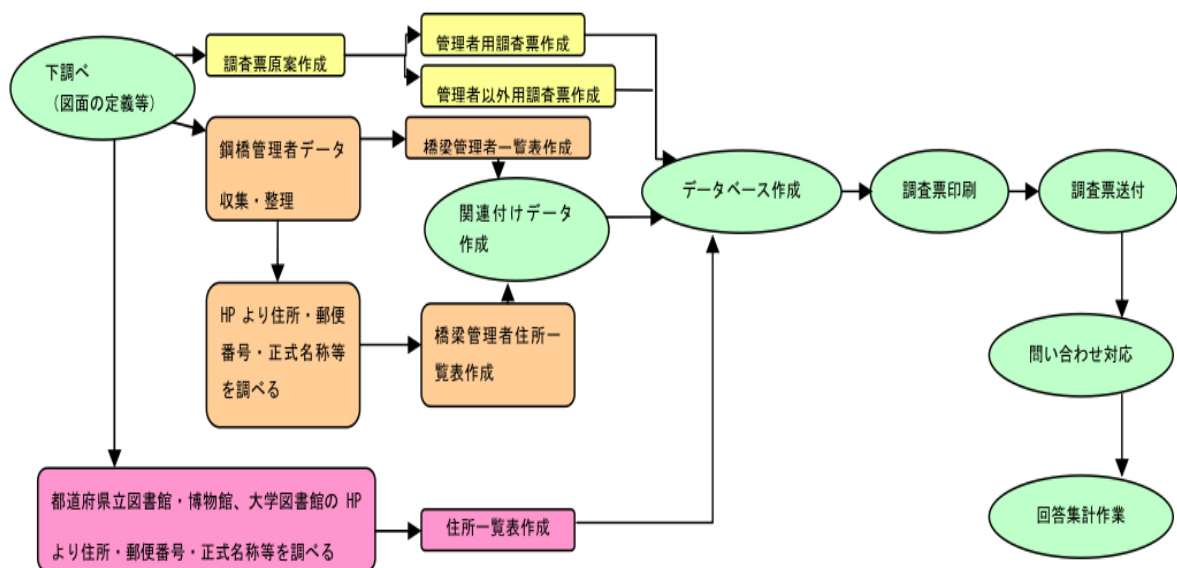 下調べ
（図面の定義等）
調査票原案作成
管理者用調査票作成
管理者以外用調査票作成
鋼橋管理者データ
収集・整理
橋梁管理者一覧表作成
関連付けデータ
作成
HP より住所・郵便
番号・正式名称等
を調べる
橋梁管理者住所一
覧表作成
都道府県立図書館・博物館、大学図書館の HP
より住所・郵便番号・正式名称等を調べる
住所一覧表作成
データベース作成
調査票印刷
調査票送付
問い合わせ対応
回答集計作業